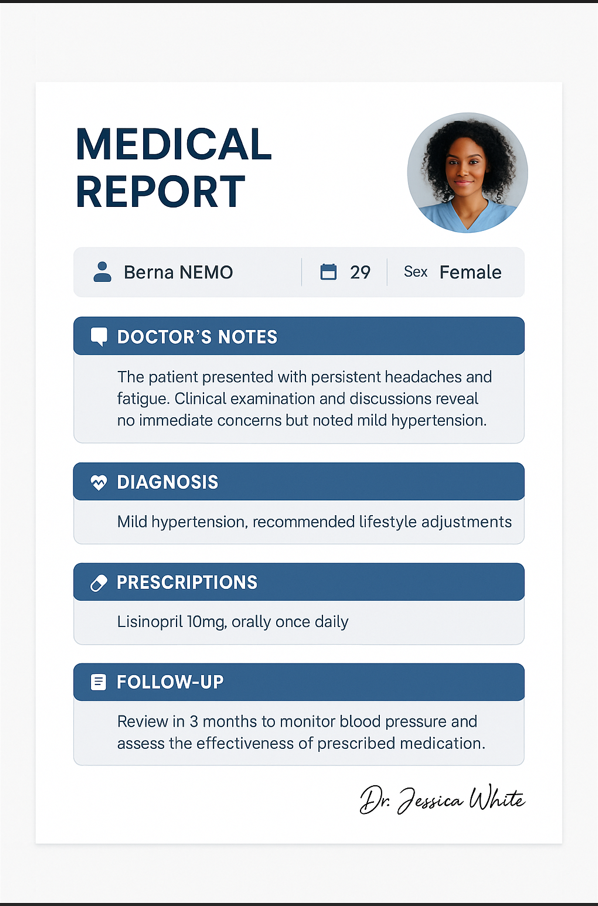 MEDICAL
REPORT
Berna NEMO
29
Sex Female
DOCTOR'S NOTES
The patient presented with persistent headaches and
fatigue. Clinical examination and discussions reveal
no immediate concerns but noted mild hypertension.
DIAGNOSIS
Mild hypertension, recommended lifestyle adjustments
PRESCRIPTIONS
Lisinopril 10mg, orally once daily
FOLLOW-UP
Review in 3 months to monitor blood pressure and
assess the effectiveness of prescribed medication.
Dr. Jessica White